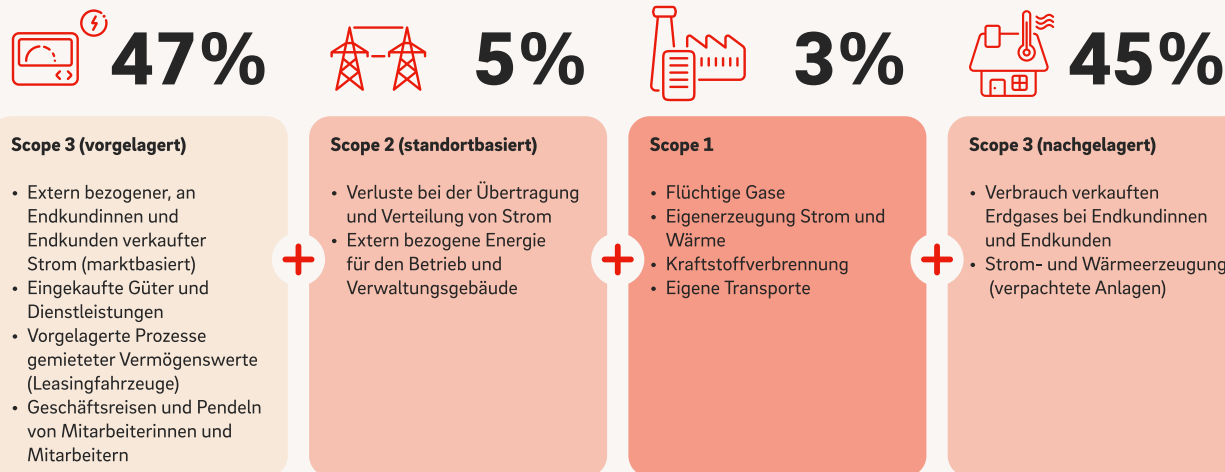 47%
5%
3%
45%
Scope 3 (vorgelagert)
• Extern bezogener, an
Endkundinnen und
Endkunden verkaufter
Strom (marktbasiert)
• Eingekaufte Güter und
Dienstleistungen
• Vorgelagerte Prozesse
gemieteter Vermögenswerte
(Leasingfahrzeuge)
• Geschäftsreisen und Pendeln
von Mitarbeiterinnen und
Mitarbeitern
+
Scope 2 (standortbasiert)
• Verluste bei der Übertragung
und Verteilung von Strom
• Extern bezogene Energie
für den Betrieb und
Verwaltungsgebäude
+
Scope 1
• Flüchtige Gase
• Eigenerzeugung Strom und
Wärme
• Kraftstoffverbrennung
• Eigene Transporte
+
Scope 3 (nachgelagert)
• Verbrauch verkauften
Erdgases bei Endkundinnen
und Endkunden
• Strom- und Wärmeerzeugung
(verpachtete Anlagen)